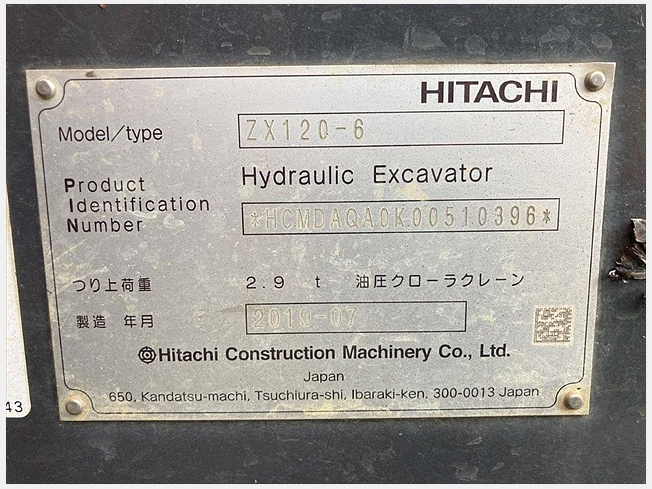 HITACHI
Model/type ZX120-6
Hydraulic Excavator
Product
Identification
Number *HCMDAQA0K00510396*
つり上荷重 2.9 t 油圧クローラクレーン
製造 年月 2019-07
Hitachi Construction Machinery Co., Ltd.
Japan
650, Kandatsu-machi, Tsuchiura-shi, Ibaraki-ken. 300-0013 Japan
43